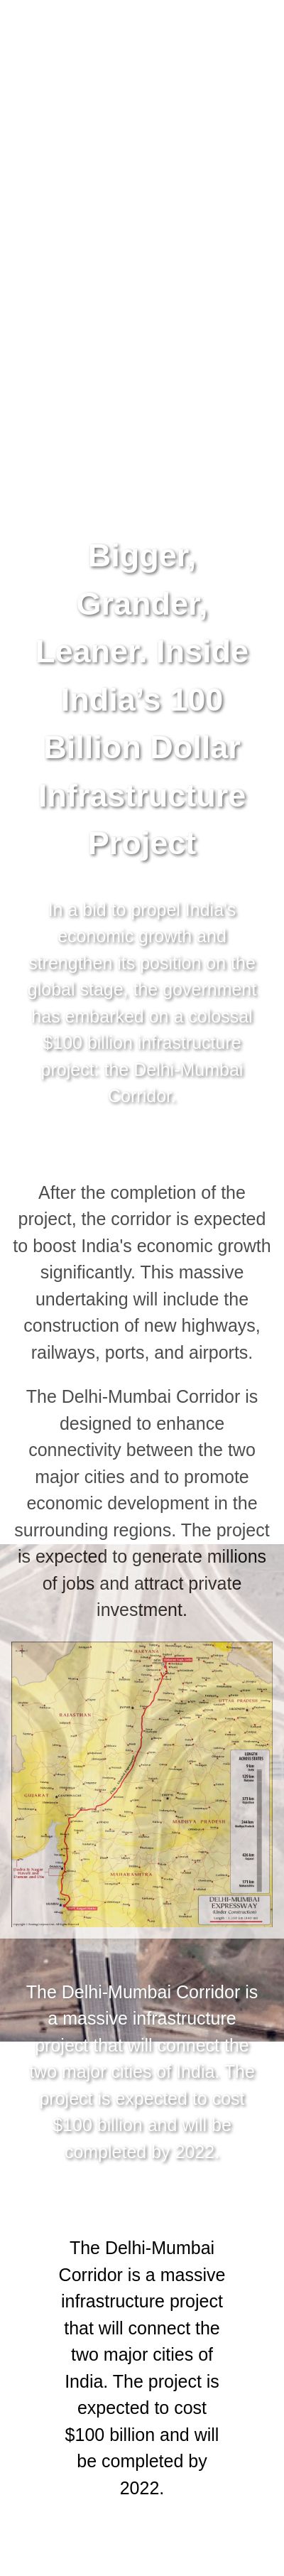 Bigger,
Grander,
Leaner. Inside
India's 100
Billion Dollar
Infrastructure
Project
In a bid to propel India's
economic growth and
strengthen its position on the
global stage, the government
has embarked on a colossal
$100 billion infrastructure
project: the Delhi-Mumbai
Corridor.
After the completion of the
project, the corridor is expected
to boost India's economic growth
significantly. This massive
undertaking will include the
construction of new highways,
railways, ports, and airports.
The Delhi-Mumbai Corridor is
designed to enhance
connectivity between the two
major cities and to promote
economic development in the
surrounding regions. The project
is expected to generate millions
of jobs and attract private
investment.
HARYANA
UTTAR PRADESH
RAJASTHAN
GUJARAT
MADHYA PRADESH
MAHARASHTRA
LENGTH
ACROSS STATES
DELHI-MUMBAI
EXPRESSWAY
(Under Construction)
The Delhi-Mumbai Corridor is
a massive infrastructure
project that will connect the
two major cities of India. The
project is expected to cost
$100 billion and will be
completed by 2022.
The Delhi-Mumbai
Corridor is a massive
infrastructure project
that will connect the
two major cities of
India. The project is
expected to cost
$100 billion and will
be completed by
2022.